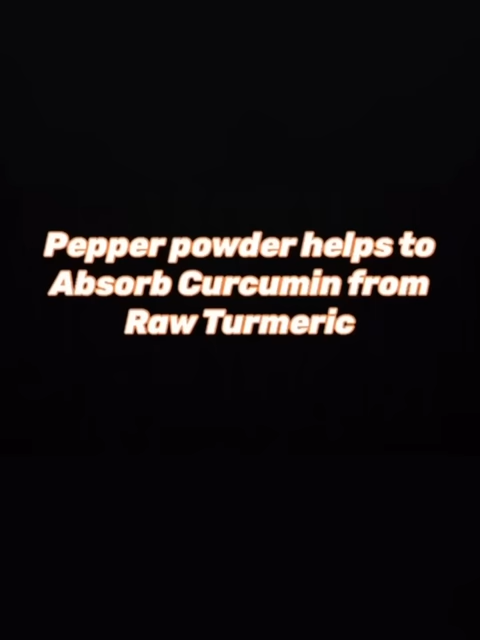 Pepper powder helps to
Absorb Curcumin from
Raw Turmeric